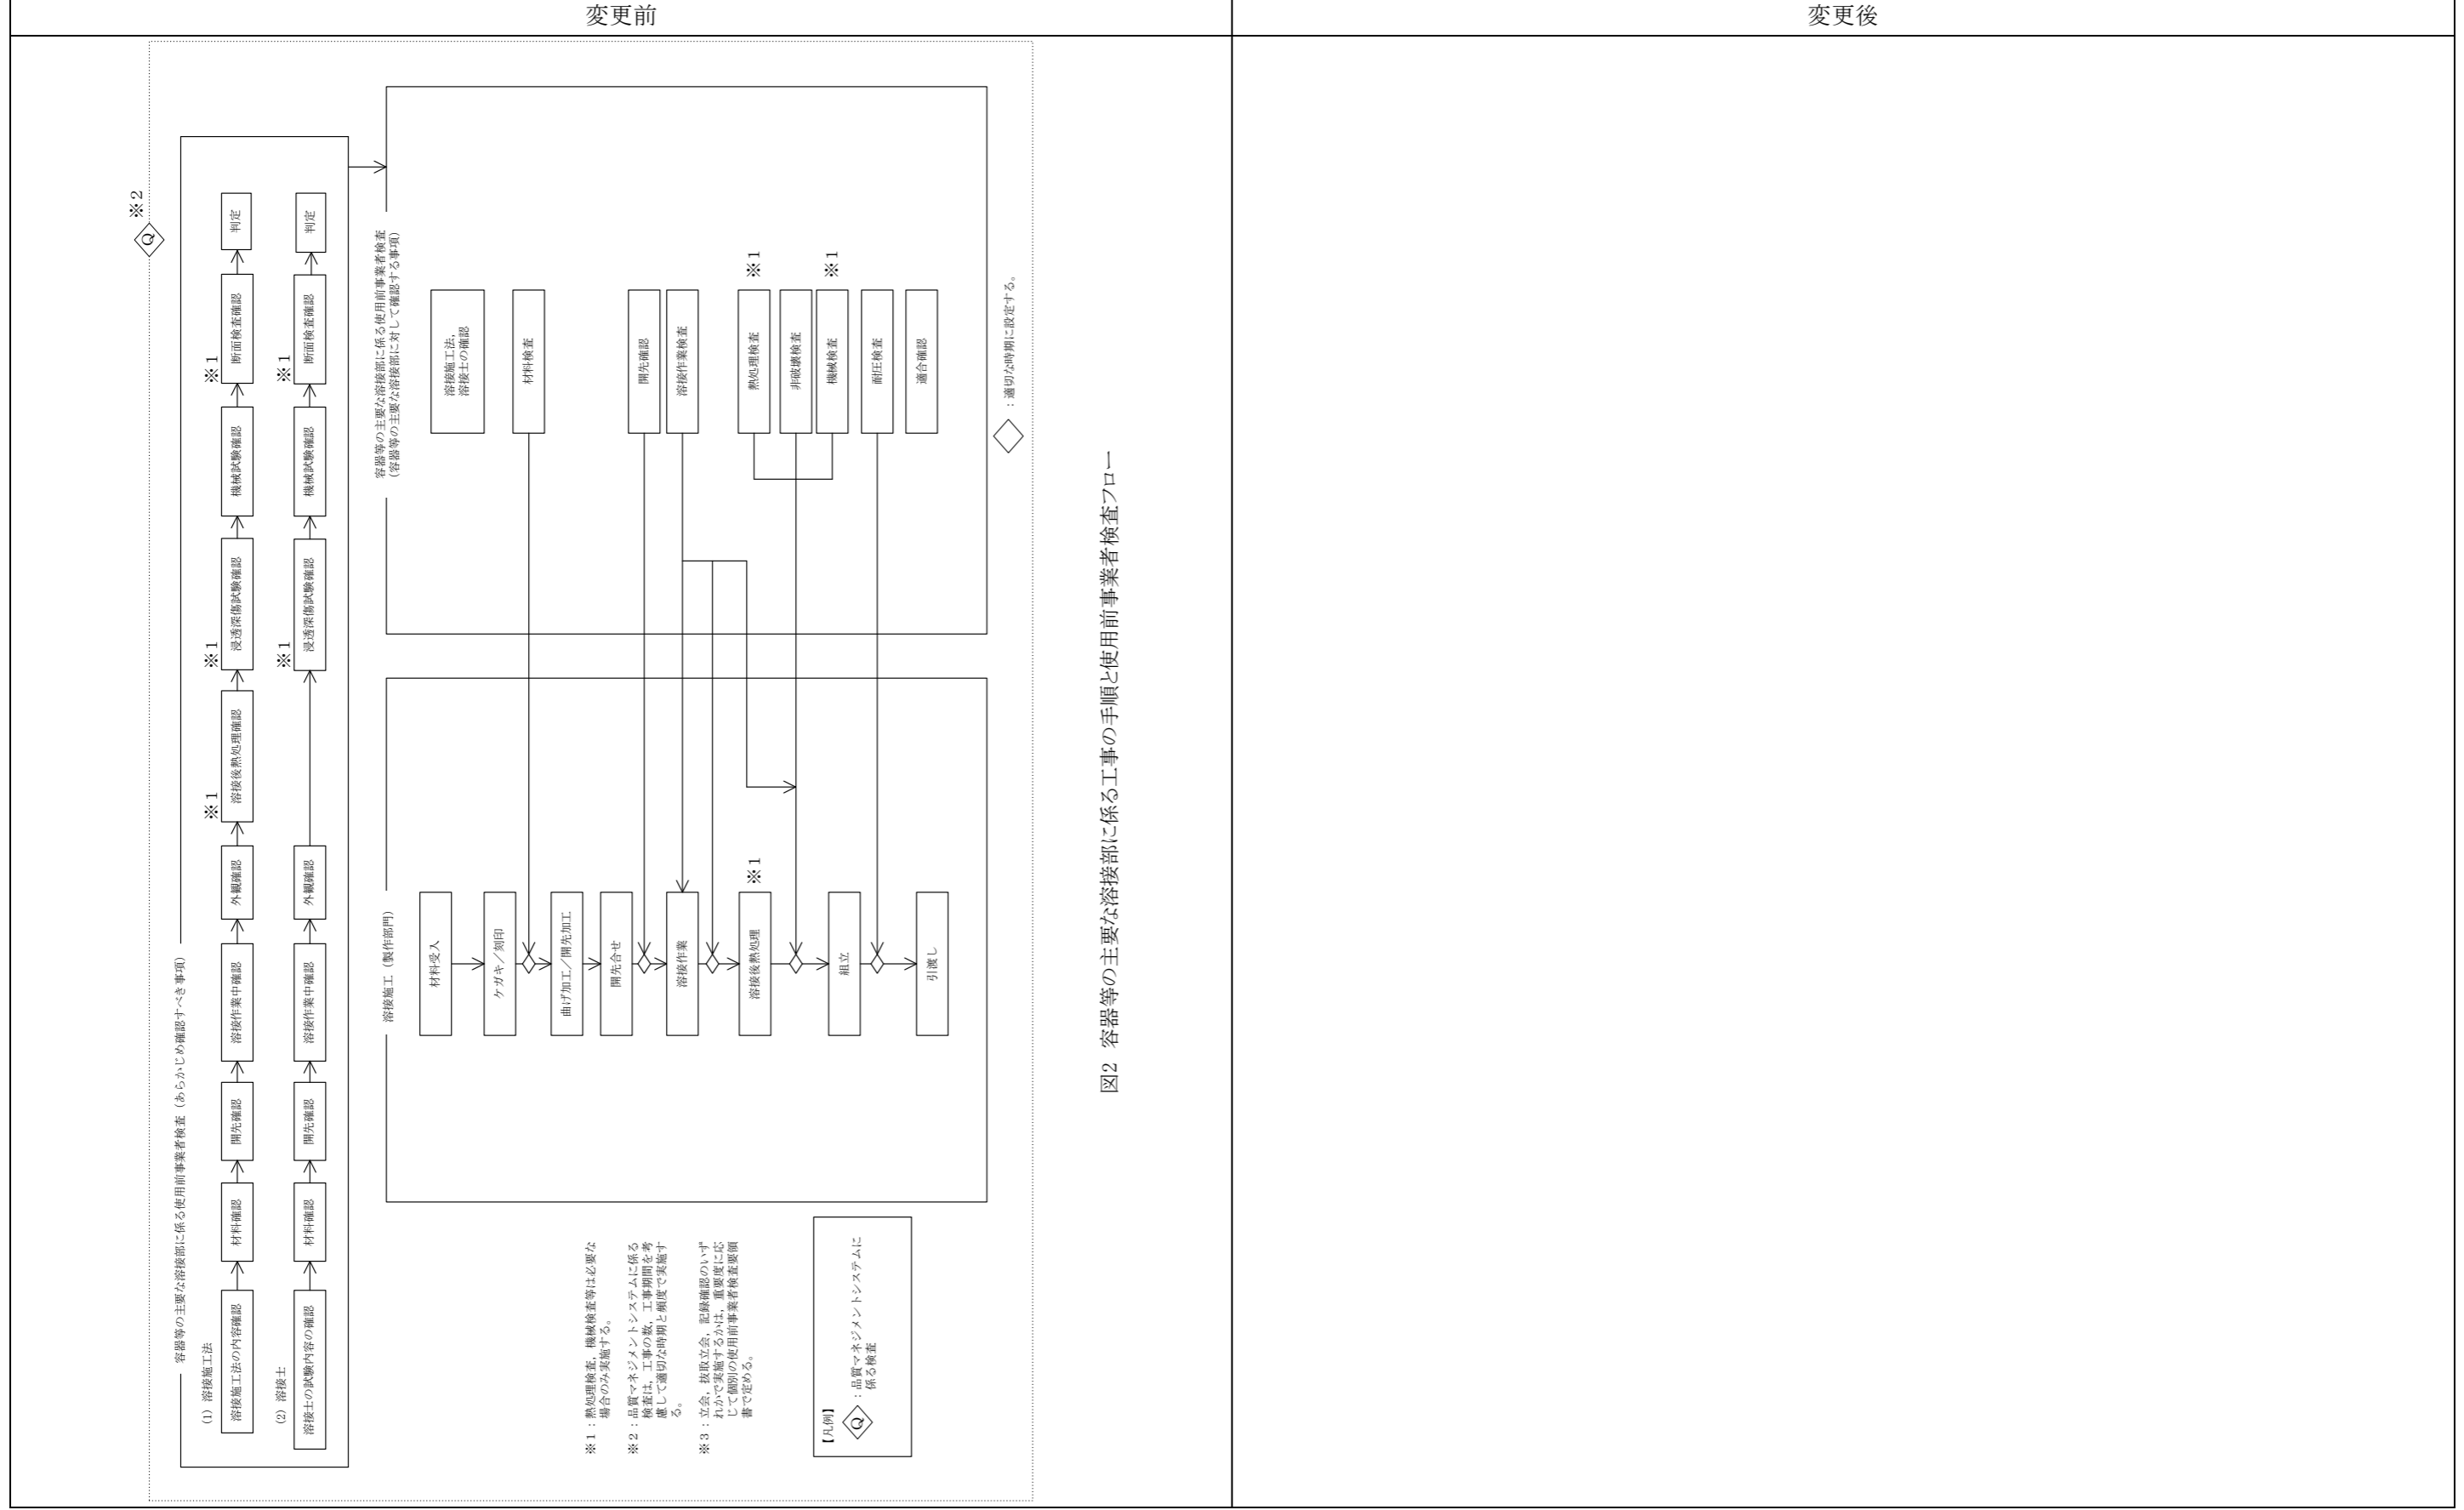 変更前
変更後
Q
※2
容器等の主要な溶接部に係る使用前事業者検査（あらかじめ確認すべき事項）
(1) 溶接施工法
溶接施工法の内容確認
材料確認
開先確認
溶接作業中確認
外観確認
※1
溶接後熱処理確認
※1
浸透深傷試験確認
機械試験確認
※1
断面検査確認
判定
(2) 溶接士
溶接士の試験内容の確認
材料確認
開先確認
溶接作業中確認
外観確認
※1
浸透深傷試験確認
機械試験確認
※1
断面検査確認
判定
溶接施工（製作部門）
材料受入
ケガキ／刻印
曲げ加工／開先加工
開先合せ
溶接作業
溶接後熱処理
※1
組立
引渡し
容器等の主要な溶接部に係る使用前事業者検査
（容器等の主要な溶接部に対して確認する事項）
溶接施工法，
溶接士の確認
材料検査
開先確認
溶接作業検査
熱処理検査
※1
非破壊検査
機械検査
※1
耐圧検査
適合確認
：適切な時期に設定する。
※1：熱処理検査，機械検査等は必要な
場合のみ実施する。
※2：品質マネジメントシステムに係る
検査は，工事の数，工事期間を考
慮して適切な時期と頻度で実施す
る。
※3：立会，抜取立会，記録確認のいず
れかで実施するかは，重要度に応
じて個別の使用前事業者検査要領
書で定める。
【凡例】
Q
：品質マネジメントシステムに
係る検査
図2 容器等の主要な溶接部に係る工事の手順と使用前事業者検査フロー